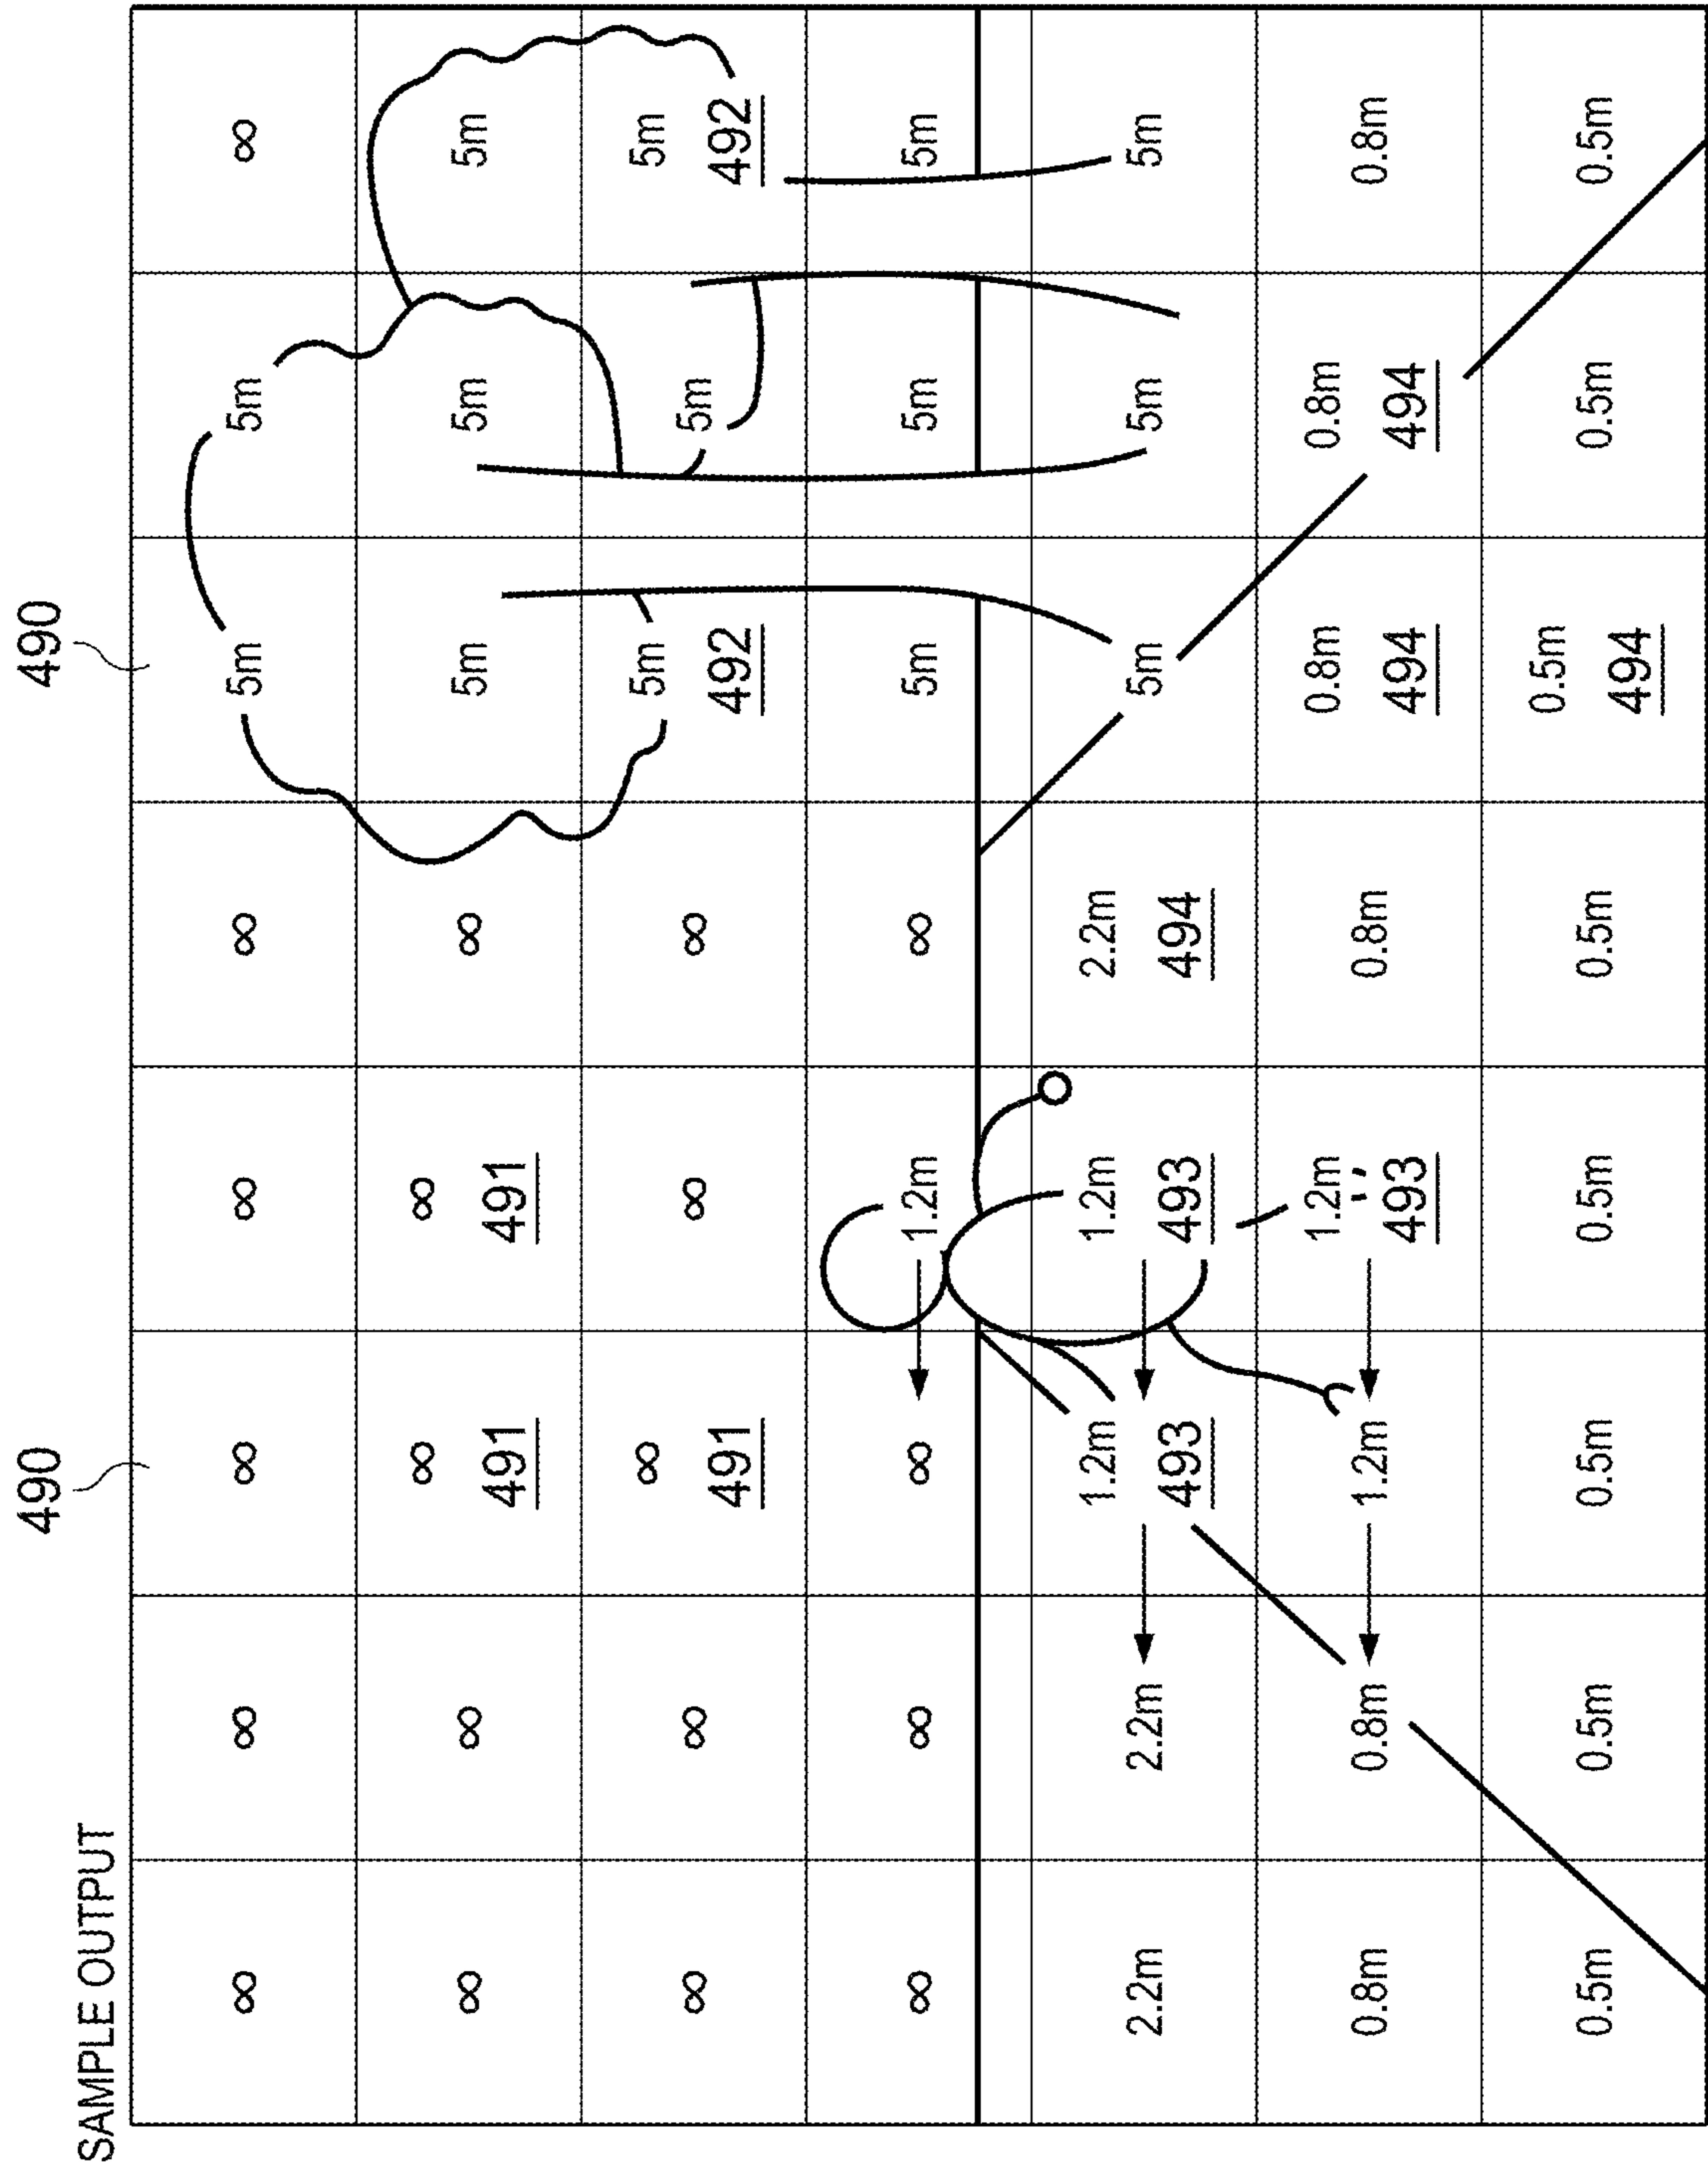 490 490
SAMPLE OUTPUT
∞ ∞ ∞ ∞ ∞ 5m 5m ∞
∞ ∞ ∞ ∞ ∞ 5m 5m 5m
491 491
∞ ∞ ∞ ∞ ∞ 5m 5m 5m
491 492 492
∞ ∞ ∞ 1.2m ∞ 5m 5m 5m
2.2m 2.2m 1.2m 1.2m 2.2m 5m 5m 5m
493 493 494
0.8m 0.8m 1.2m 1.2m 0.8m 0.8m 0.8m 0.8m
493 494 494
0.5m 0.5m 0.5m 0.5m 0.5m 0.5m 0.5m 0.5m
494